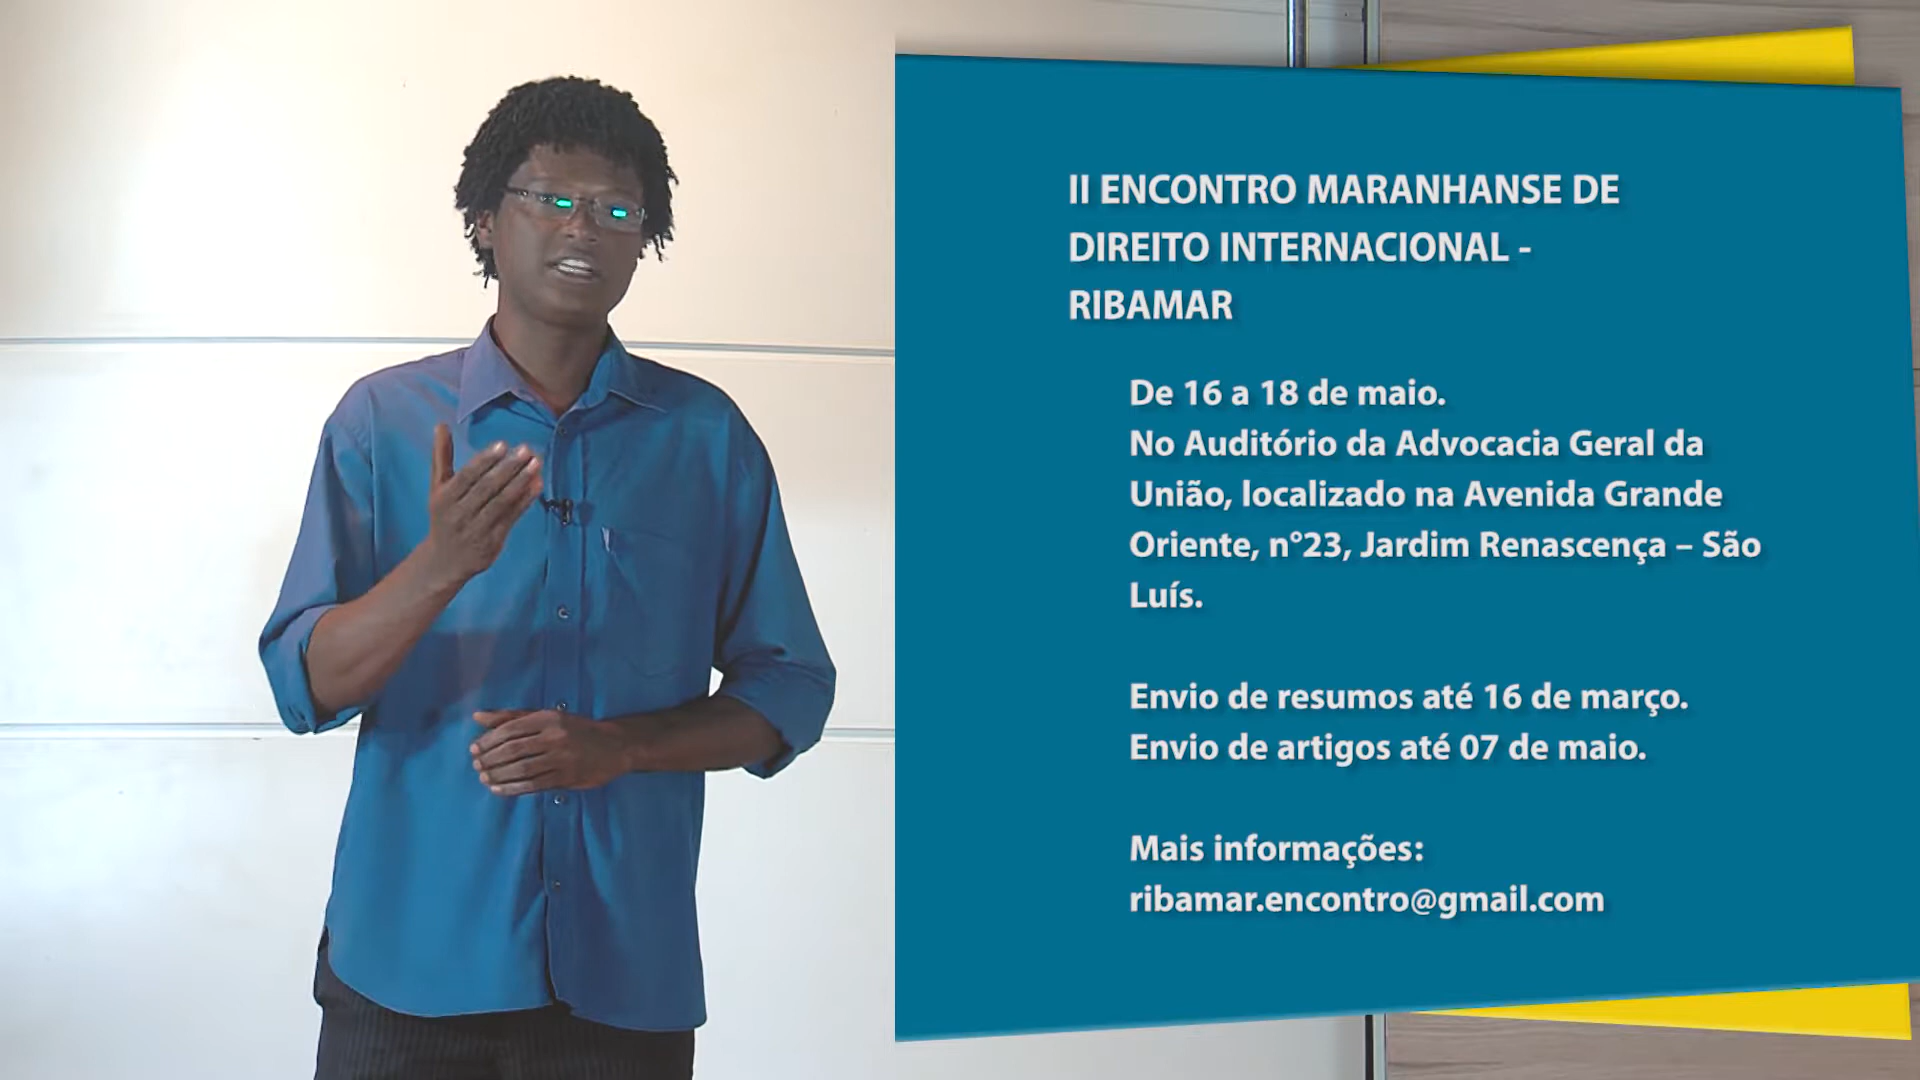 II ENCONTRO MARANHANSE DE
DIREITO INTERNACIONAL -
RIBAMAR
De 16 a 18 de maio.
No Auditório da Advocacia Geral da
União, localizado na Avenida Grande
Oriente, n°23, Jardim Renascença – São
Luís.
Envio de resumos até 16 de março.
Envio de artigos até 07 de maio.
Mais informações:
ribamar.encontro@gmail.com